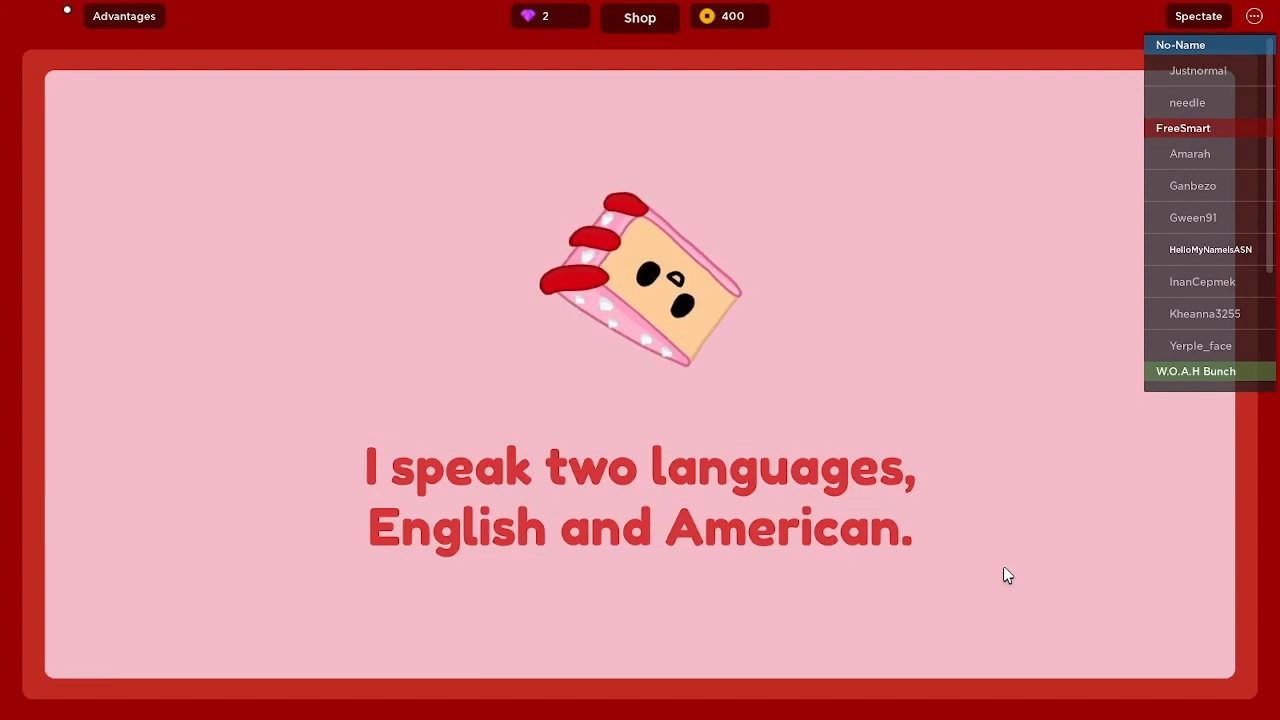 Advantages
2
Shop
400
Spectate
No-Name
Justnormal
needle
FreeSmart
Amarah
Ganbezo
Gween91
HelloMyNameIsASN
InanCepmek
Kheanna3255
Yerple_face
W.O.A.H Bunch
I speak two languages,
English and American.